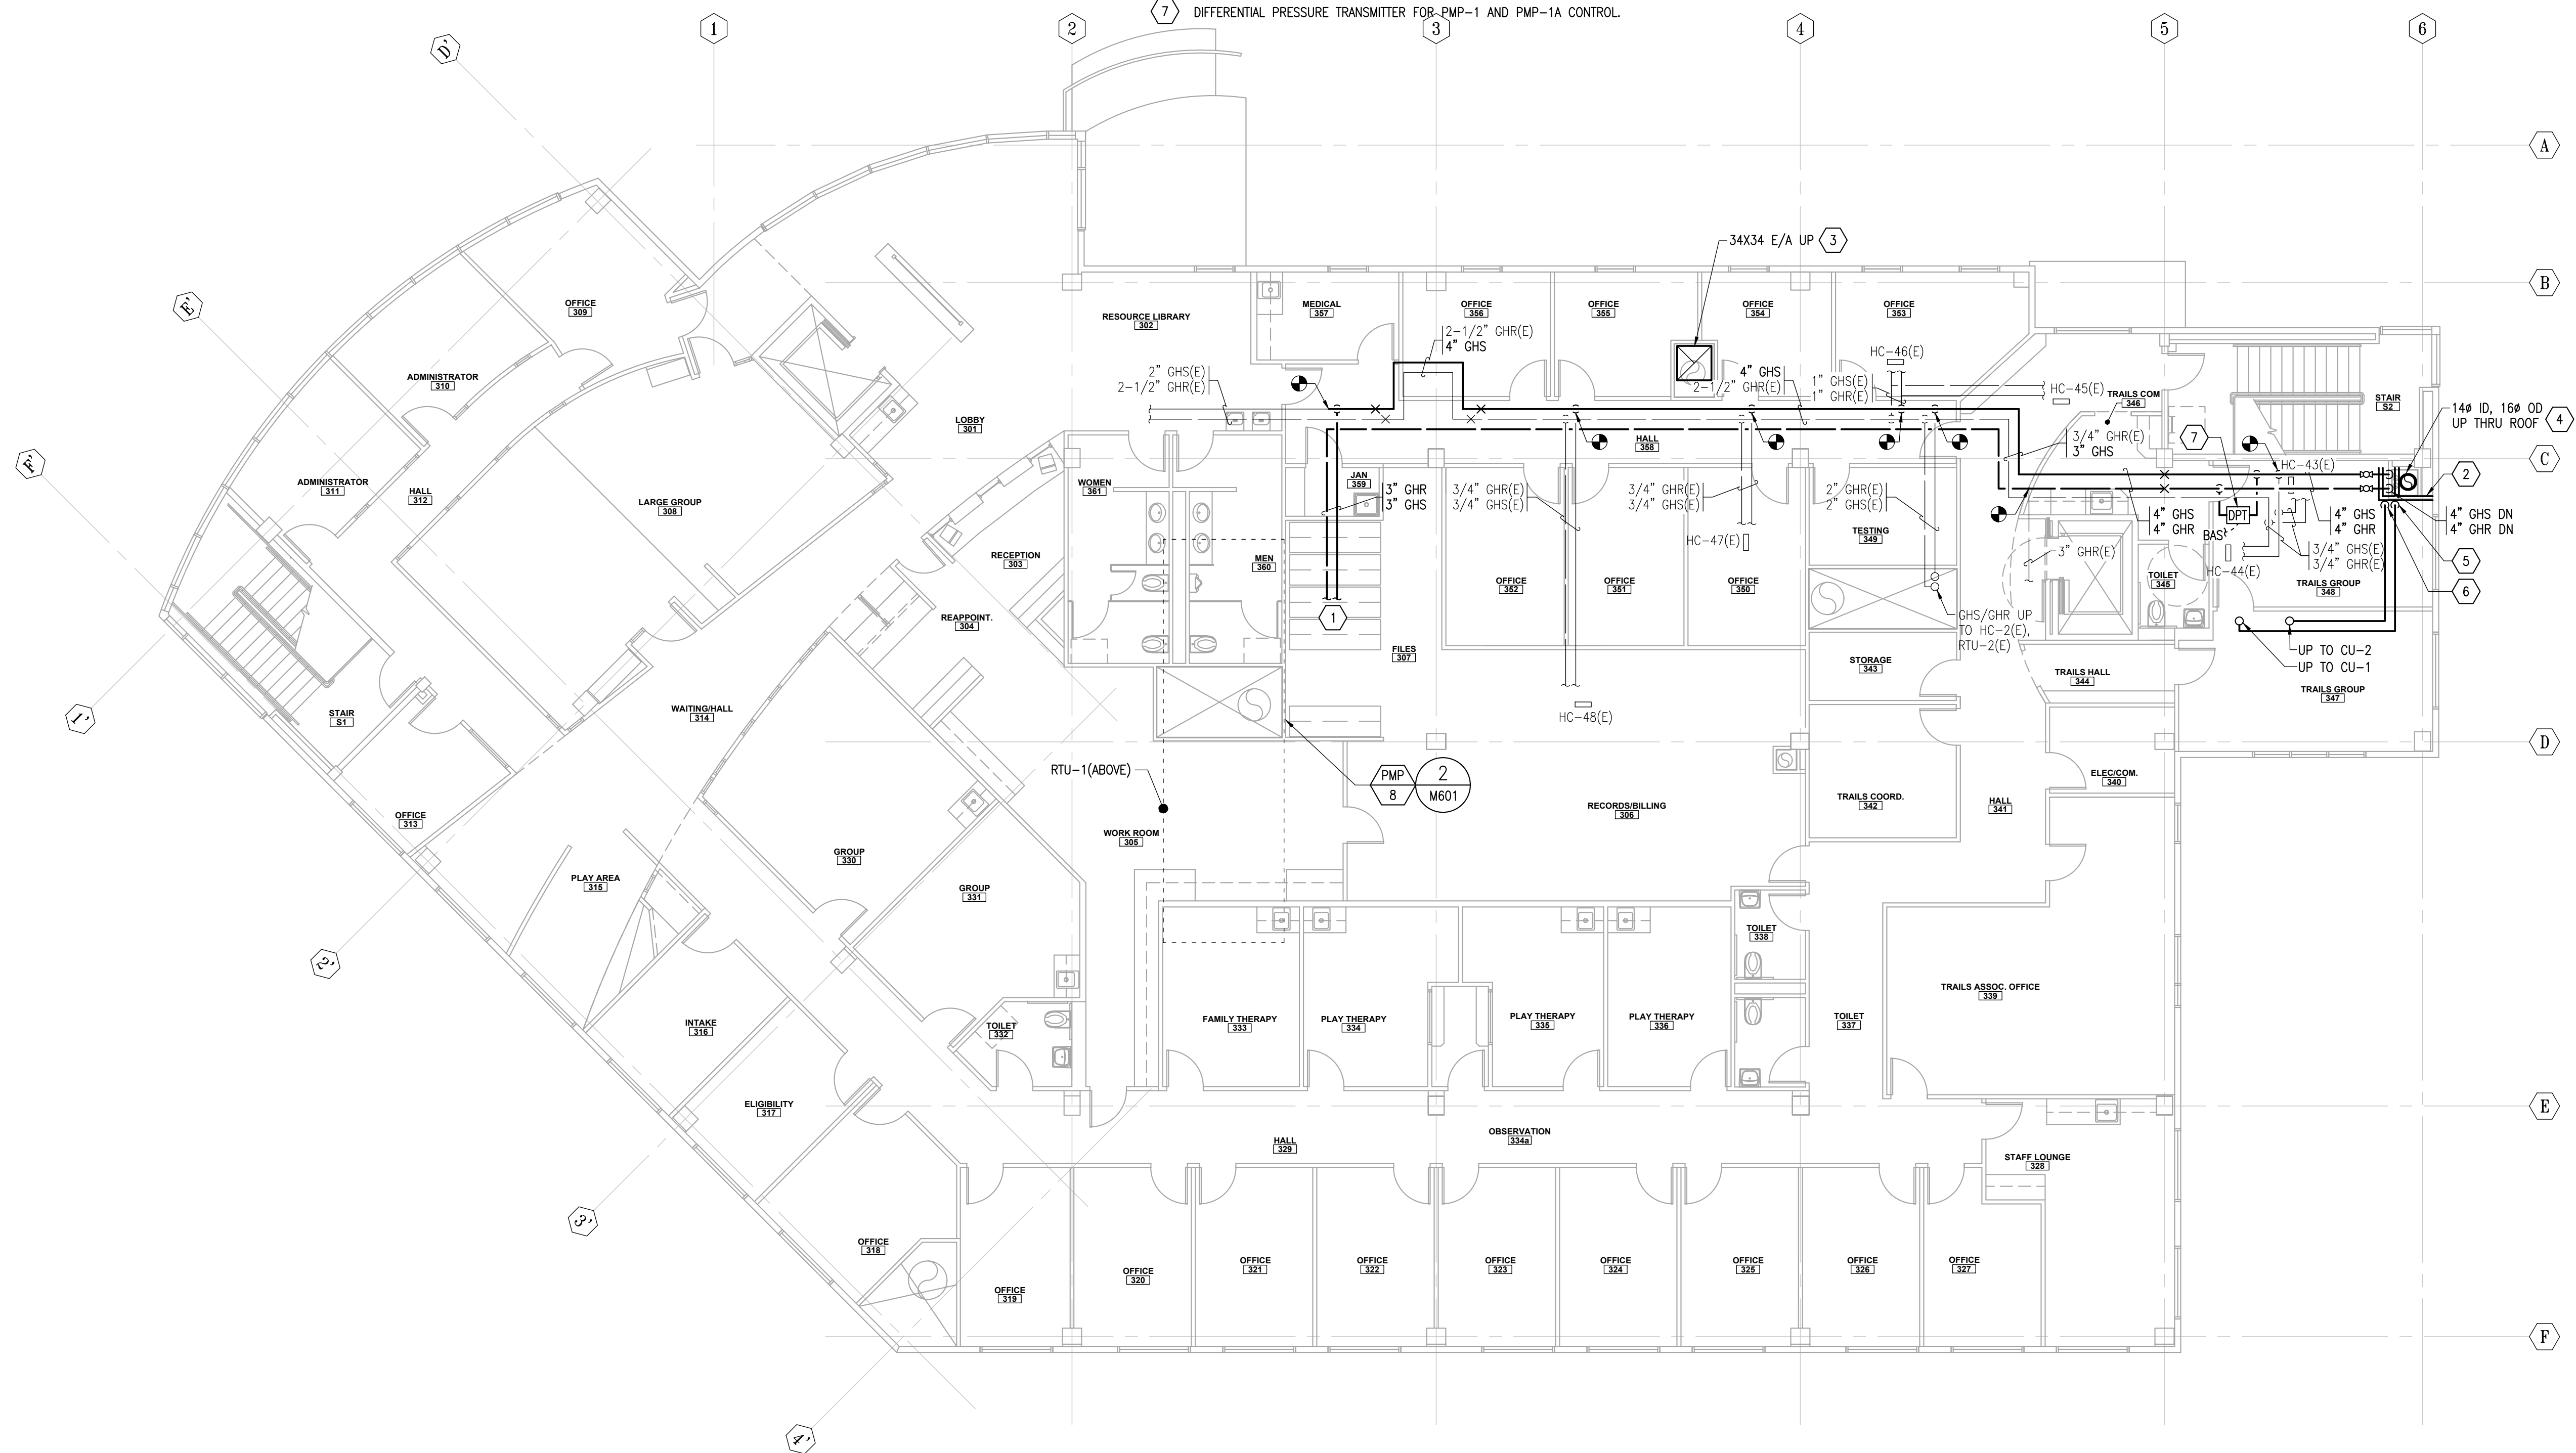 7 DIFFERENTIAL PRESSURE TRANSMITTER FOR PMP-1 AND PMP-1A CONTROL.
1
2
3
4
5
6
D'
E'
F'
1'
2'
3'
4'
A
B
C
D
E
F
OFFICE
309
ADMINISTRATOR
310
ADMINISTRATOR
311
HALL
312
LARGE GROUP
308
LOBBY
301
RESOURCE LIBRARY
302
MEDICAL
357
OFFICE
356
OFFICE
355
OFFICE
354
OFFICE
353
34X34 E/A UP 3
2-1/2" GHR(E)
4" GHS
2" GHS(E)
2-1/2" GHR(E)
4" GHS
2-1/2" GHR(E)
1" GHS(E)
1" GHR(E)
HC-46(E)
HC-45(E)
TRAILS COM
346
3/4" GHR(E)
3" GHS
7
HC-43(E)
STAIR
S2
14ø ID, 16ø OD
UP THRU ROOF 4
2
HALL
358
WOMEN
361
JAN
359
3" GHR
3" GHS
3/4" GHR(E)
3/4" GHS(E)
3/4" GHR(E)
3/4" GHS(E)
2" GHR(E)
2" GHS(E)
TESTING
349
HC-47(E)
3" GHR(E)
4" GHS
4" GHR
DPT
BAS
HC-44(E)
4" GHS
4" GHR
3/4" GHS(E)
3/4" GHR(E)
4" GHS DN
4" GHR DN
5
6
TRAILS GROUP
348
TOILET
345
RECEPTION
303
MEN
360
OFFICE
352
OFFICE
351
OFFICE
350
1
GHS/GHR UP
TO HC-2(E),
RTU-2(E)
REAPPOINT.
304
FILES
307
STORAGE
343
TRAILS HALL
344
UP TO CU-2
UP TO CU-1
TRAILS GROUP
347
STAIR
S1
WAITING/HALL
314
HC-48(E)
RTU-1(ABOVE)
PMP
8
2
M601
ELEC/COM.
340
OFFICE
313
WORK ROOM
305
RECORDS/BILLING
306
TRAILS COORD.
342
HALL
341
GROUP
330
PLAY AREA
315
GROUP
331
TOILET
338
TRAILS ASSOC. OFFICE
339
INTAKE
316
TOILET
332
FAMILY THERAPY
333
PLAY THERAPY
334
PLAY THERAPY
335
PLAY THERAPY
336
TOILET
337
ELIGIBILITY
317
HALL
329
OBSERVATION
334a
STAFF LOUNGE
328
OFFICE
318
OFFICE
319
OFFICE
320
OFFICE
321
OFFICE
322
OFFICE
323
OFFICE
324
OFFICE
325
OFFICE
326
OFFICE
327